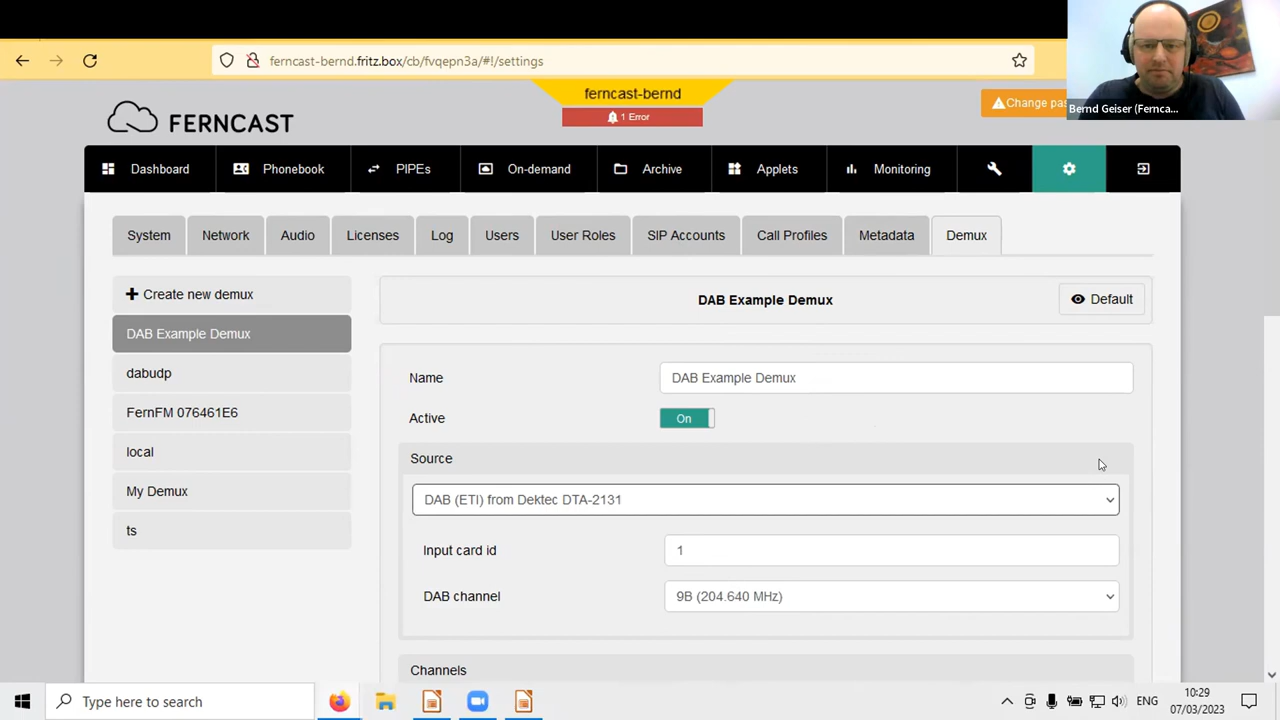 ferncast-bernd.fritz.box/cb/fvqepn3a/#!/settings
Bernd Geiser (Fernca...
ferncast-bernd
1 Error
Change pas
FERNCAST
Dashboard
Phonebook
PIPEs
On-demand
Archive
Applets
Monitoring
System
Network
Audio
Licenses
Log
Users
User Roles
SIP Accounts
Call Profiles
Metadata
Demux
Create new demux
DAB Example Demux
dabudp
FernFM 076461E6
local
My Demux
ts
DAB Example Demux
Default
Name
DAB Example Demux
Active
On
Source
DAB (ETI) from Dektec DTA-2131
Input card id
1
DAB channel
9B (204.640 MHz)
Channels
Type here to search
ENG
10:29
07/03/2023